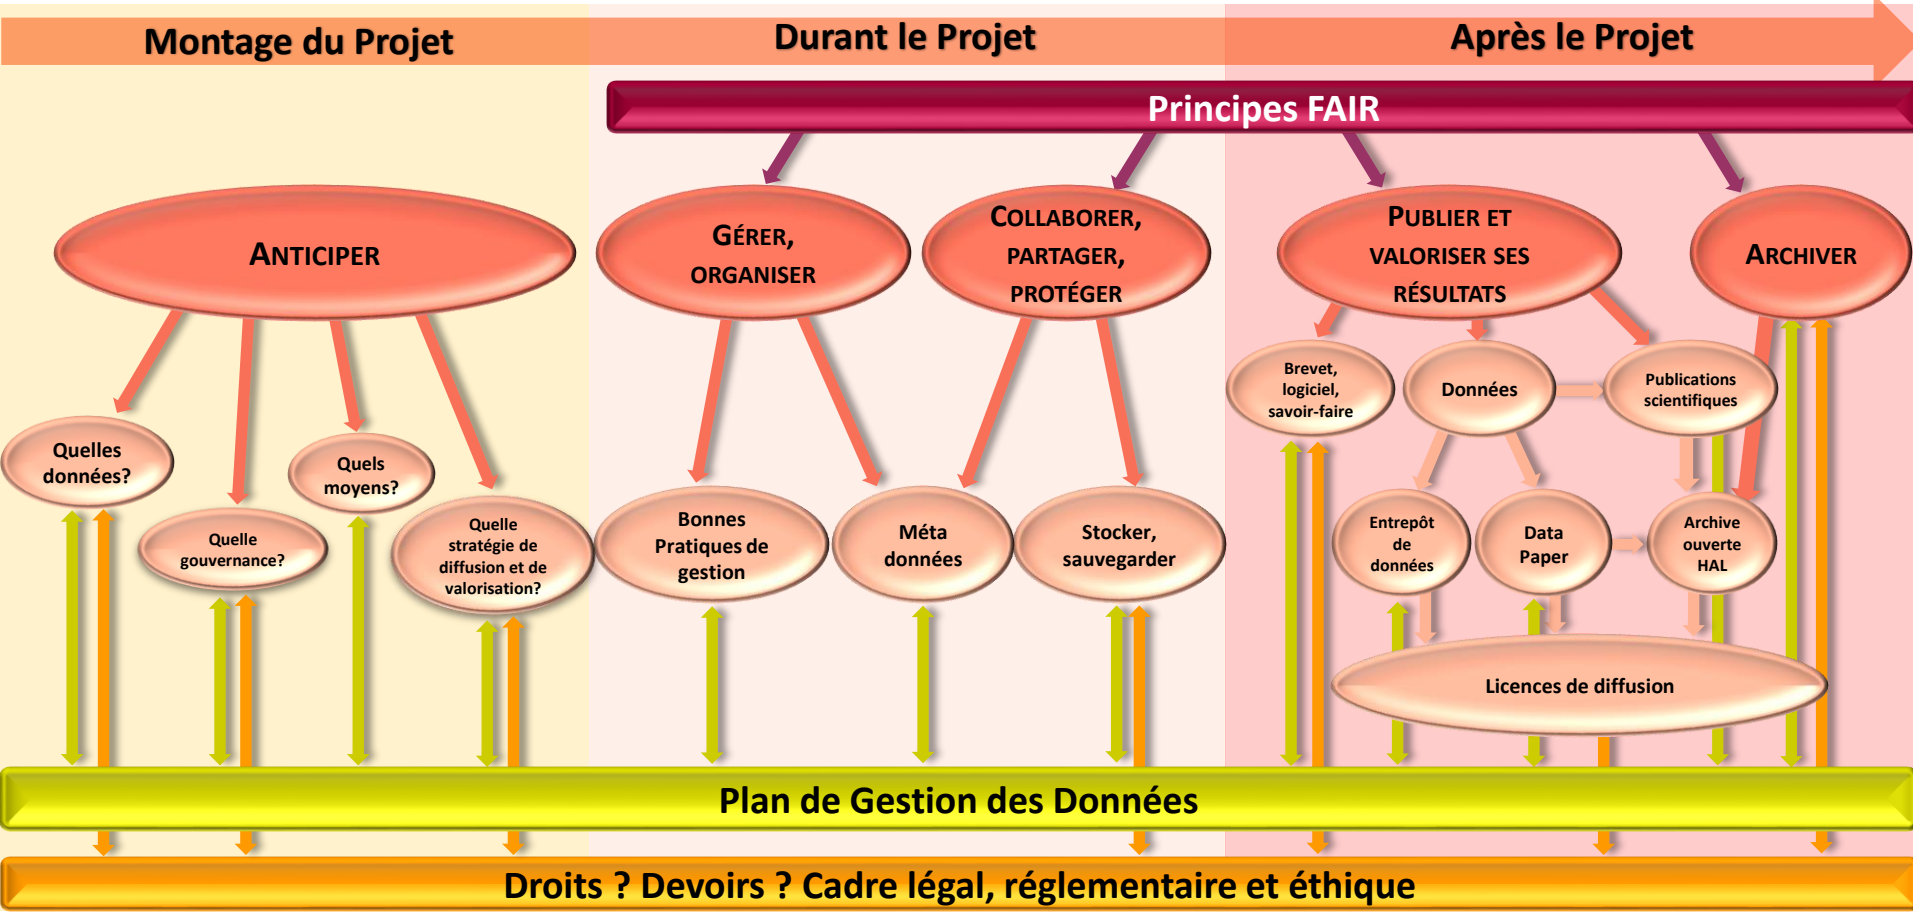 Montage du Projet
Durant le Projet
Après le Projet
Principes FAIR
ANTICIPER
GÉRER,
ORGANISER
COLLABORER,
PARTAGER,
PROTÉGER
PUBLIER ET
VALORISER SES
RÉSULTATS
ARCHIVER
Quelles
données?
Quelle
gouvernance?
Quels
moyens?
Quelle
stratégie de
diffusion et de
valorisation?
Bonnes
Pratiques de
gestion
Méta
données
Stocker,
sauvegarder
Brevet,
logiciel,
savoir-faire
Données
Publications
scientifiques
Entrepôt
de
données
Data
Paper
Archive
ouverte
HAL
Licences de diffusion
Plan de Gestion des Données
Droits ? Devoirs ? Cadre légal, réglementaire et éthique